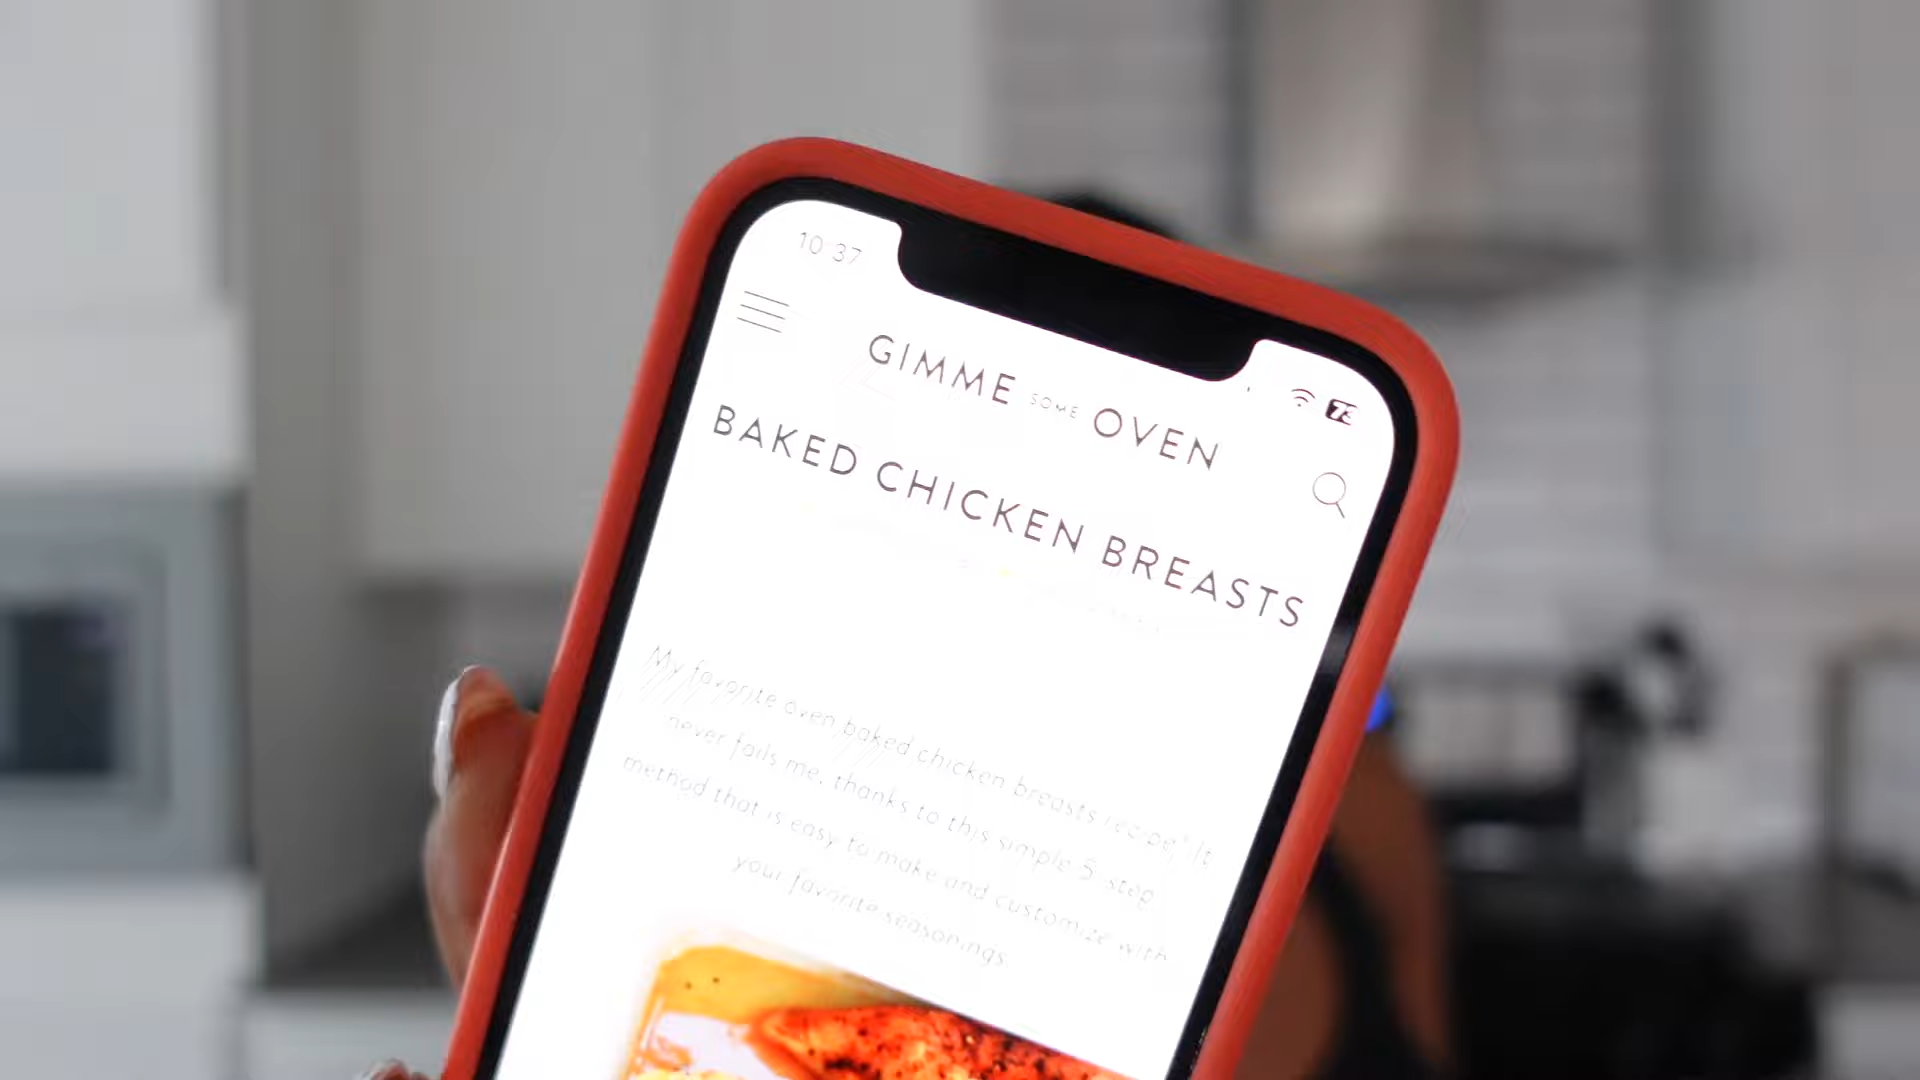 10:37
73
GIMME SOME OVEN
BAKED CHICKEN BREASTS
My favorite oven baked chicken breasts recipe! It
never fails me, thanks to this simple 5-step
method that is easy to make and customize with
your favorite seasonings.